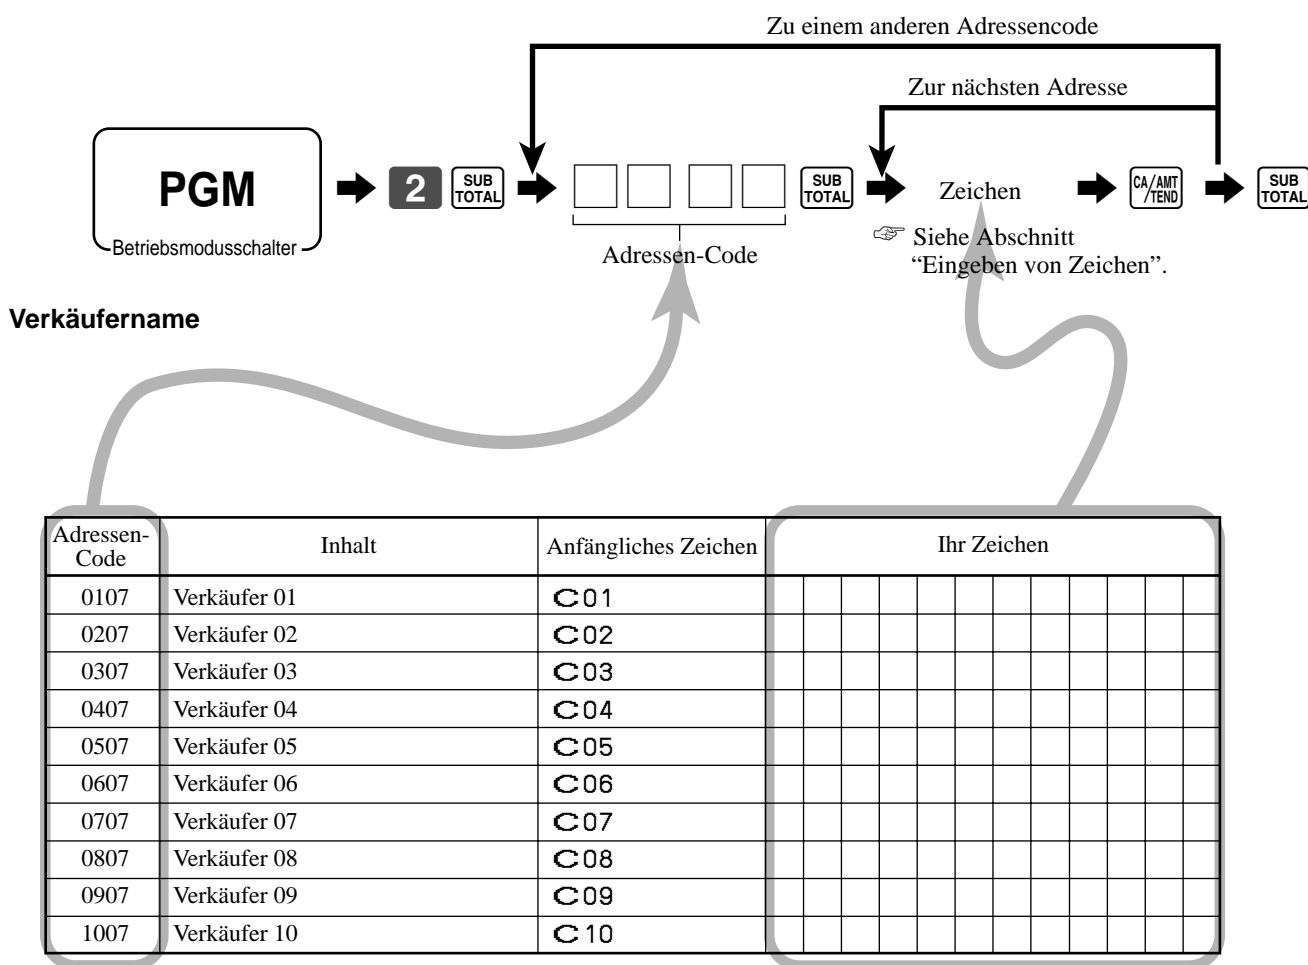 Zu einem anderen Adressencode
Zur nächsten Adresse
PGM
Betriebsmodusschalter
2
SUB
TOTAL
SUB
TOTAL
Zeichen
CA/AMT
/TEND
SUB
TOTAL
Adressen-Code
☞ Siehe Abschnitt
“Eingeben von Zeichen”.
Verkäufername
Adressen-
Code
Inhalt
Anfängliches Zeichen
Ihr Zeichen
0107 Verkäufer 01 C01
0207 Verkäufer 02 C02
0307 Verkäufer 03 C03
0407 Verkäufer 04 C04
0507 Verkäufer 05 C05
0607 Verkäufer 06 C06
0707 Verkäufer 07 C07
0807 Verkäufer 08 C08
0907 Verkäufer 09 C09
1007 Verkäufer 10 C10